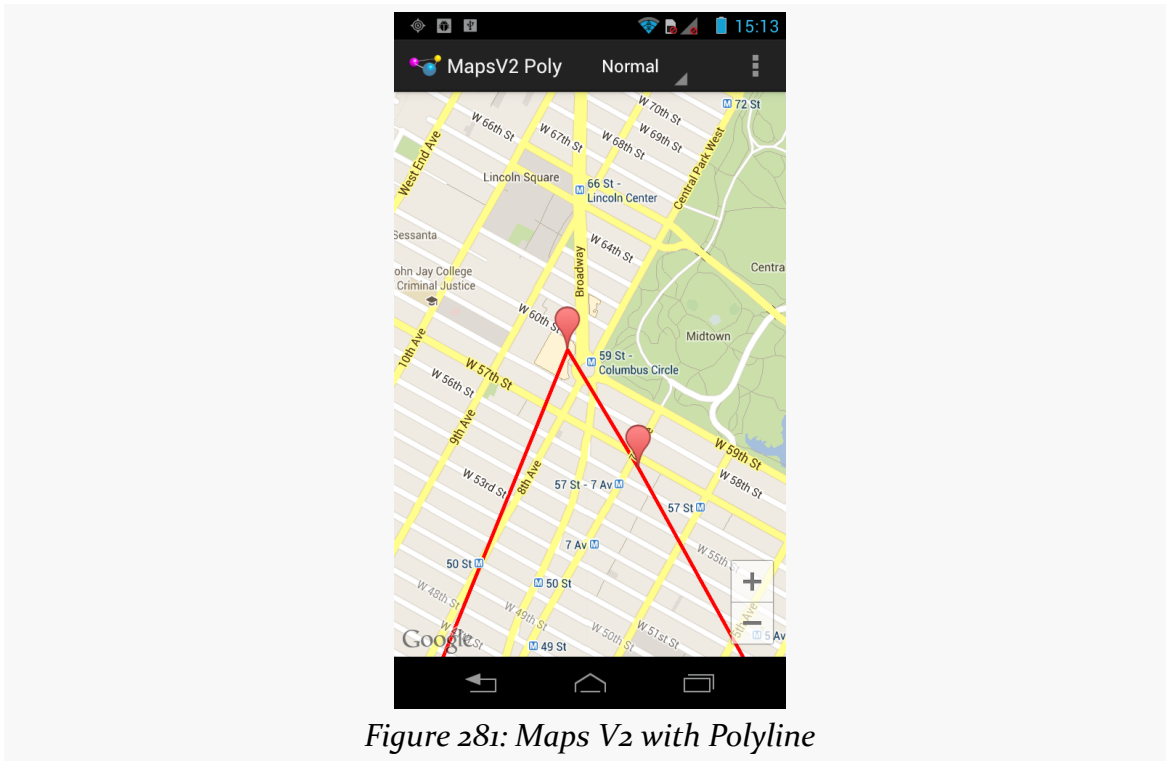 15:13
MapsV2 Poly
Normal
W 70th St
M 72 St
W 66th St
W 67th St
W 69th St
W 68th St
West End Ave
Central Park West
Lincoln Square
M 66 St -
Lincoln Center
Sessanta
W 64th St
Broadway
Centra
ohn Jay College
Criminal Justice
W 60th St
Midtown
10th Ave
M 59 St -
Columbus Circle
W 57th St
W 56th St
9th Ave
W 59th St
8th Ave
W 53rd St
57 St - 7 Av M
W 58th St
57 St M
7 Av M
W 55th St
50 St M
M 50 St
W 48th St
W 49th St
5th Ave
W 50th St
W 51st St
Google
M 49 St
M 5 Av
Figure 281: Maps V2 with Polyline